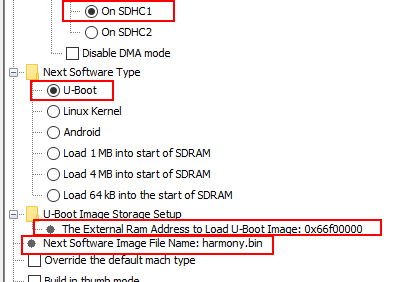 On SDHC1
On SDHC2
Disable DMA mode
Next Software Type
U-Boot
Linux Kernel
Android
Load 1 MB into start of SDRAM
Load 4 MB into start of SDRAM
Load 64 kB into the start of SDRAM
U-Boot Image Storage Setup
The External Ram Address to Load U-Boot Image: 0x66f00000
Next Software Image File Name: harmony.bin
Override the default mach type
Build in thumb mode